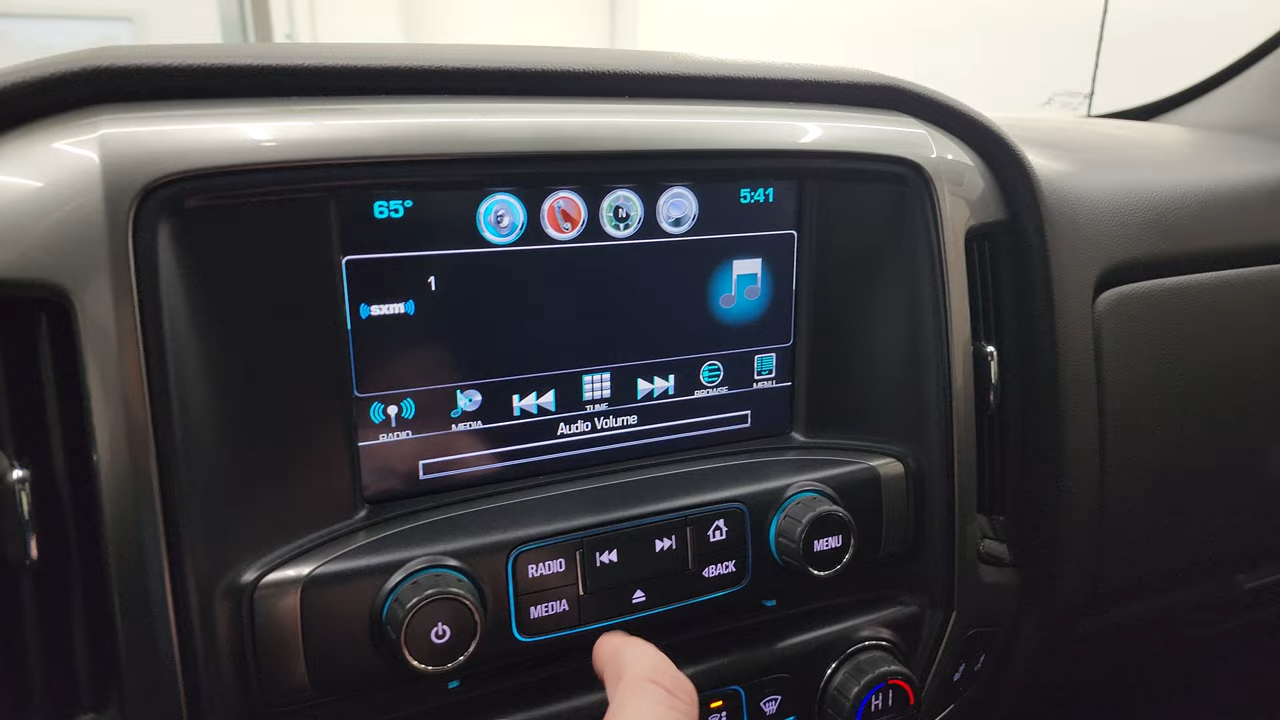 65°
N
5:41
1
sxm
RADIO
MEDIA
TUNE
BROWSE
MENU
Audio Volume
RADIO
MEDIA
BACK
MENU
HI